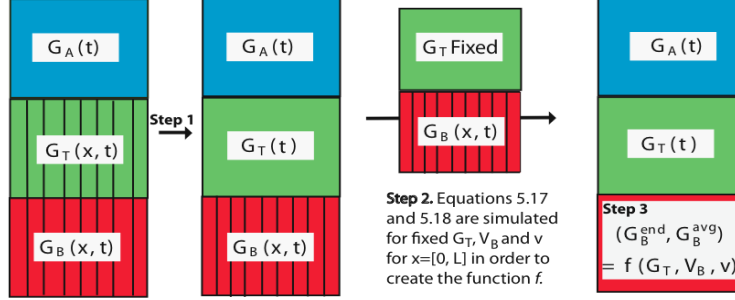 G_A(t)
G_T(x,t)
G_B(x,t)
Step 1
G_A(t)
G_T(t)
G_B(x,t)
G_T Fixed
G_B(x,t)
Step 2. Equations 5.17
and 5.18 are simulated
for fixed G_T, V_B and v
for x=[0, L] in order to
create the function f.
G_A(t)
G_T(t)
Step 3
(G_B^end, G_B^avg)
= f(G_T, V_B, v)